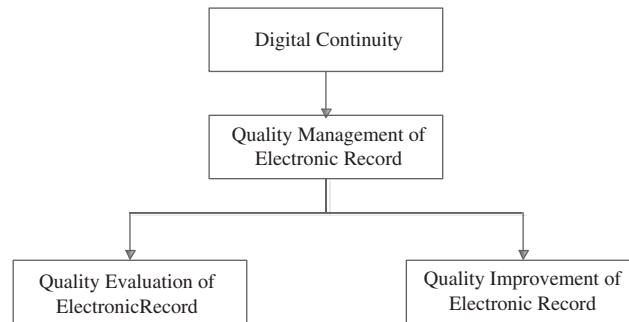 Digital Continuity
Quality Management of
Electronic Record
Quality Evaluation of
ElectronicRecord
Quality Improvement of
Electronic Record